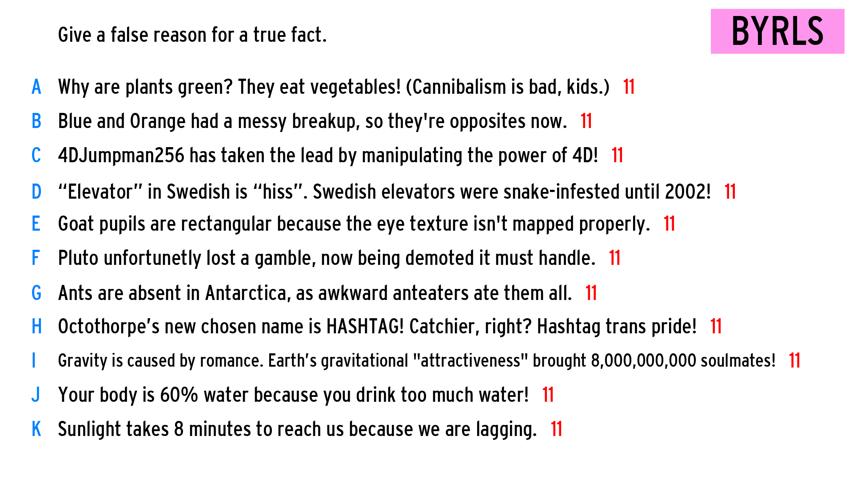 Give a false reason for a true fact.
BYRLS
A Why are plants green? They eat vegetables! (Cannibalism is bad, kids.) 11
B Blue and Orange had a messy breakup, so they're opposites now. 11
C 4DJumpman256 has taken the lead by manipulating the power of 4D! 11
D “Elevator” in Swedish is “hiss”. Swedish elevators were snake-infested until 2002! 11
E Goat pupils are rectangular because the eye texture isn't mapped properly. 11
F Pluto unfortunetly lost a gamble, now being demoted it must handle. 11
G Ants are absent in Antarctica, as awkward anteaters ate them all. 11
H Octothorpe’s new chosen name is HASHTAG! Catchier, right? Hashtag trans pride! 11
I Gravity is caused by romance. Earth’s gravitational "attractiveness" brought 8,000,000,000 soulmates! 11
J Your body is 60% water because you drink too much water! 11
K Sunlight takes 8 minutes to reach us because we are lagging. 11